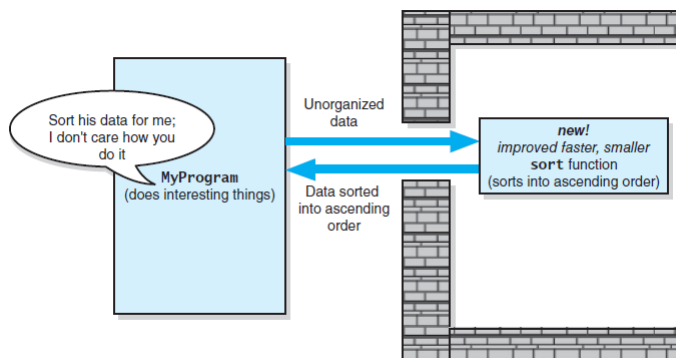 Sort his data for me;
I don't care how you
do it
MyProgram
(does interesting things)
Unorganized
data
Data sorted
into ascending
order
new!
improved faster, smaller
sort function
(sorts into ascending order)